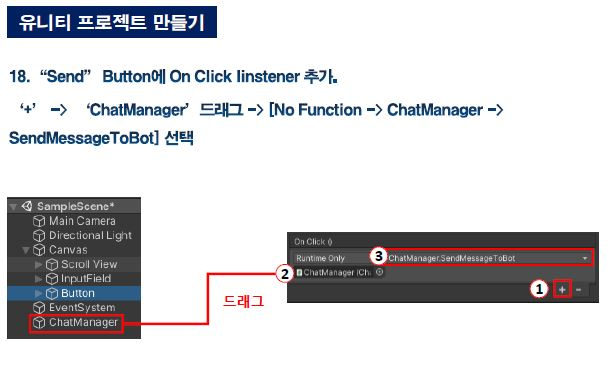 유니티 프로젝트 만들기
18. “Send” Button에 On Click linstener 추가.
‘+’ -> ‘ChatManager’ 드래그 -> [No Function -> ChatManager ->
SendMessageToBot] 선택
SampleScene*
Main Camera
Directional Light
Canvas
Scroll View
InputField
Button
EventSystem
ChatManager
드래그
On Click ()
Runtime Only
3 ChatManager.SendMessageToBot
2 ChatManager (Cha
1 + -